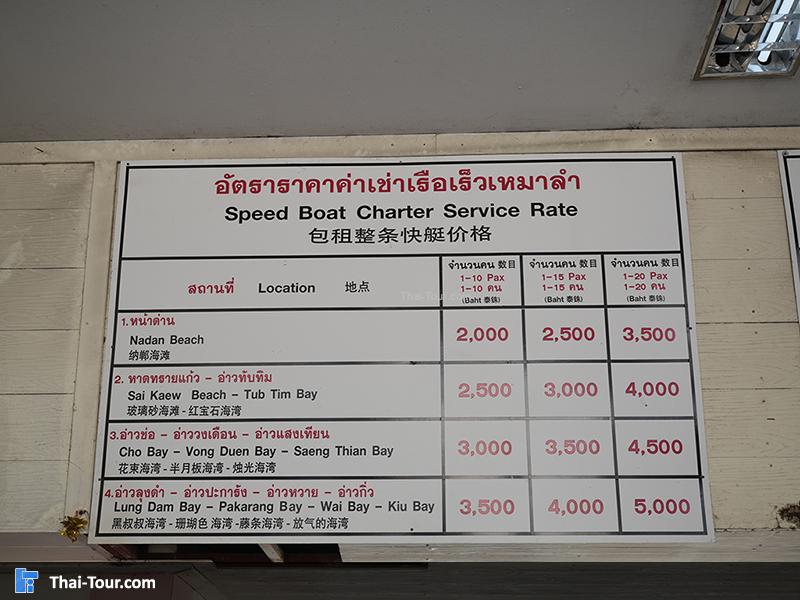 อัตราราคาค่าเช่าเรือเร็วเหมาลำ
Speed Boat Charter Service Rate
包租整条快艇价格
สถานที่ Location 地点
จำนวนคน 数目 จำนวนคน 数目 จำนวนคน 数目
1-10 Pax 1-15 Pax 1-20 Pax
1-10 คน 1-15 คน 1-20 คน
(Baht 泰铢) (Baht 泰铢) (Baht 泰铢)
1.หน้าด่าน
Nadan Beach 2,000 2,500 3,500
纳郸海滩
2. หาดทรายแก้ว - อ่าวทับทิม
Sai Kaew Beach - Tub Tim Bay 2,500 3,000 4,000
玻璃砂海滩 - 红宝石海湾
3.อ่าวช่อ - อ่าววงเดือน - อ่าวแสงเทียน
Cho Bay - Vong Duen Bay - Saeng Thian Bay 3,000 3,500 4,500
花束海湾 - 半月板海湾 - 烛光海湾
4.อ่าวลุงดำ - อ่าวปะการัง - อ่าวหวาย - อ่าวกิ่ว
Lung Dam Bay - Pakarang Bay - Wai Bay - Kiu Bay 3,500 4,000 5,000
黑叔叔海湾 - 珊瑚色 海湾 -藤条海湾 - 放气的海湾
Thai-Tour.com